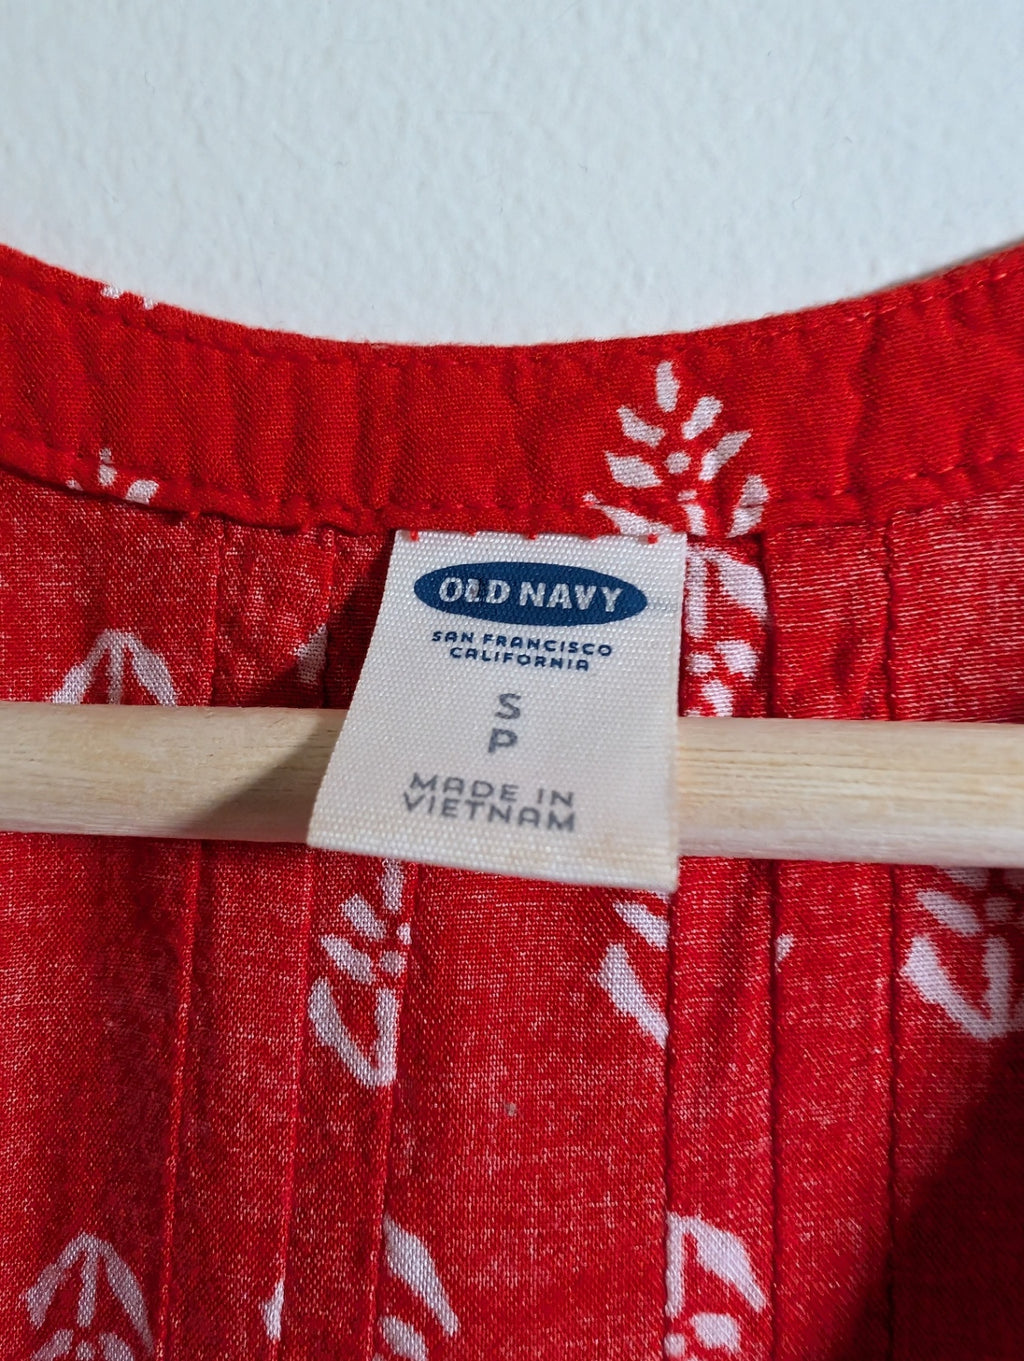 OLD NAVY
SAN FRANCISCO
CALIFORNIA
S
P
MADE IN
VIETNAM